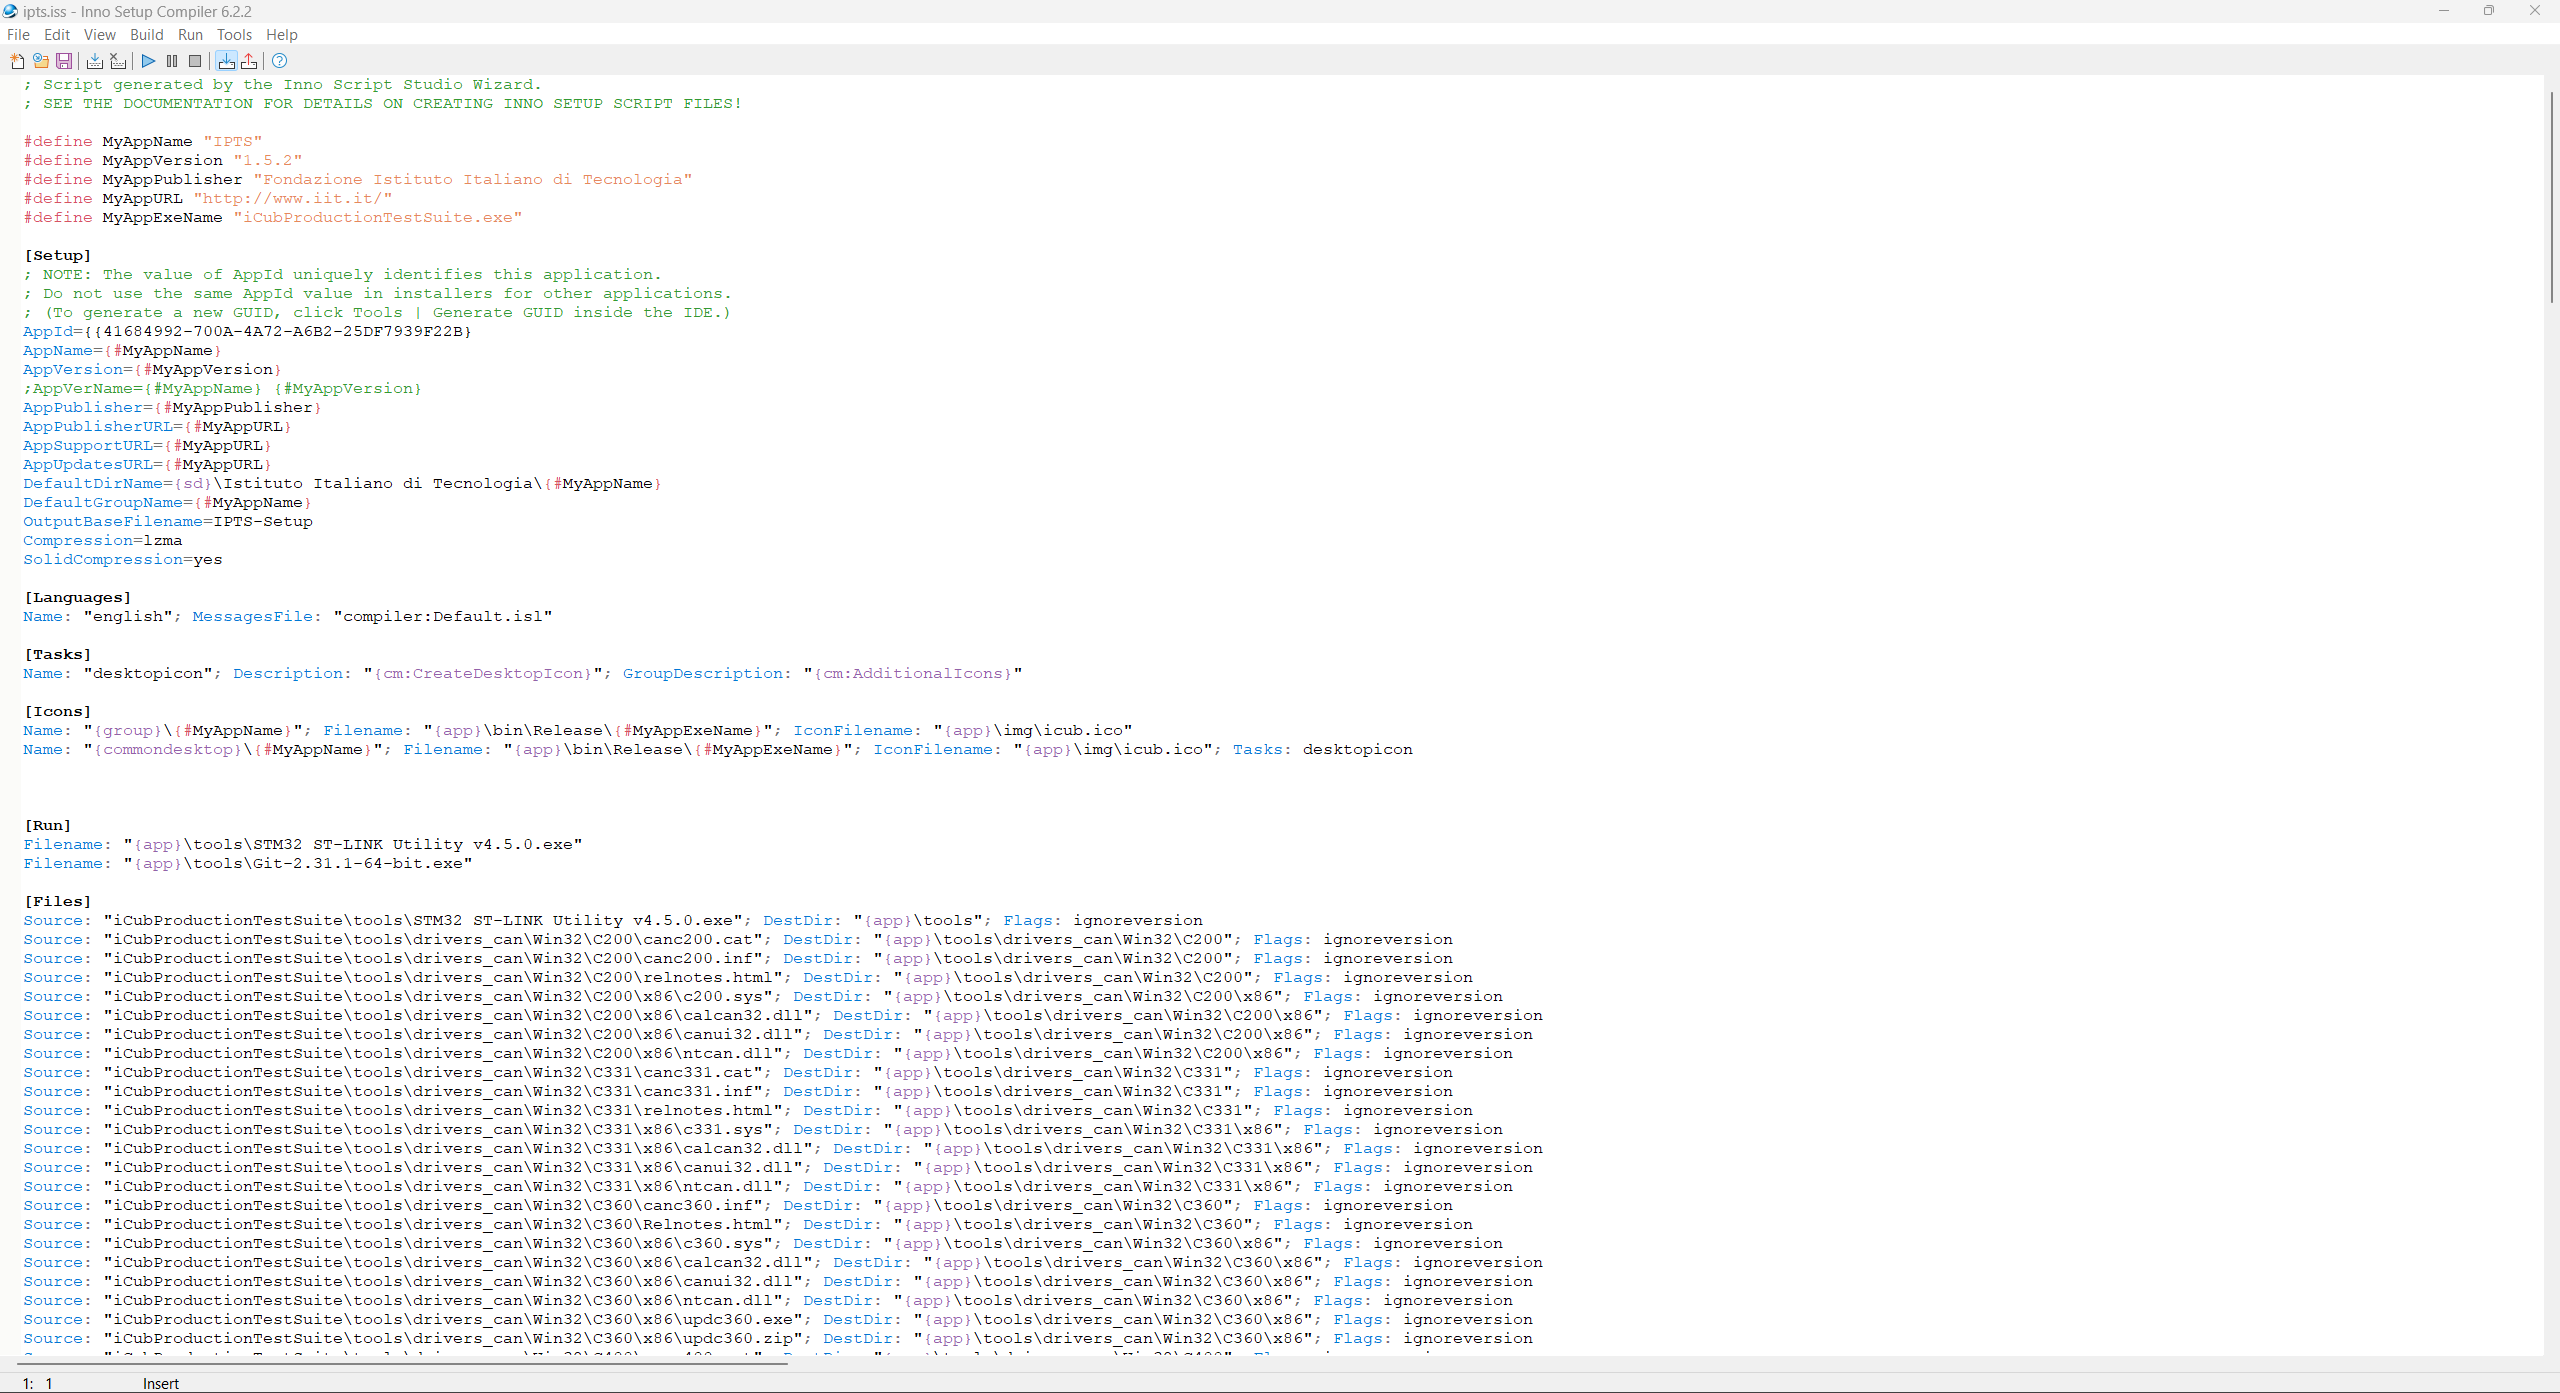 ipts.iss - Inno Setup Compiler 6.2.2
File Edit View Build Run Tools Help
; Script generated by the Inno Script Studio Wizard.
; SEE THE DOCUMENTATION FOR DETAILS ON CREATING INNO SETUP SCRIPT FILES!
#define MyAppName "IPTS"
#define MyAppVersion "1.5.2"
#define MyAppPublisher "Fondazione Istituto Italiano di Tecnologia"
#define MyAppURL "http://www.iit.it/"
#define MyAppExeName "iCubProductionTestSuite.exe"
[Setup]
; NOTE: The value of AppId uniquely identifies this application.
; Do not use the same AppId value in installers for other applications.
; (To generate a new GUID, click Tools | Generate GUID inside the IDE.)
AppId={{41684992-700A-4A72-A6B2-25DF7939F22B}
AppName={#MyAppName}
AppVersion={#MyAppVersion}
;AppVerName={#MyAppName} {#MyAppVersion}
AppPublisher={#MyAppPublisher}
AppPublisherURL={#MyAppURL}
AppSupportURL={#MyAppURL}
AppUpdatesURL={#MyAppURL}
DefaultDirName={sd}\Istituto Italiano di Tecnologia\{#MyAppName}
DefaultGroupName={#MyAppName}
OutputBaseFilename=IPTS-Setup
Compression=lzma
SolidCompression=yes
[Languages]
Name: "english"; MessagesFile: "compiler:Default.isl"
[Tasks]
Name: "desktopicon"; Description: "{cm:CreateDesktopIcon}"; GroupDescription: "{cm:AdditionalIcons}"
[Icons]
Name: "{group}\{#MyAppName}"; Filename: "{app}\bin\Release\{#MyAppExeName}"; IconFilename: "{app}\img\icub.ico"
Name: "{commondesktop}\{#MyAppName}"; Filename: "{app}\bin\Release\{#MyAppExeName}"; IconFilename: "{app}\img\icub.ico"; Tasks: desktopicon
[Run]
Filename: "{app}\tools\STM32 ST-LINK Utility v4.5.0.exe"
Filename: "{app}\tools\Git-2.31.1-64-bit.exe"
[Files]
Source: "iCubProductionTestSuite\tools\STM32 ST-LINK Utility v4.5.0.exe"; DestDir: "{app}\tools"; Flags: ignoreversion
Source: "iCubProductionTestSuite\tools\drivers_can\Win32\C200\canc200.cat"; DestDir: "{app}\tools\drivers_can\Win32\C200"; Flags: ignoreversion
Source: "iCubProductionTestSuite\tools\drivers_can\Win32\C200\canc200.inf"; DestDir: "{app}\tools\drivers_can\Win32\C200"; Flags: ignoreversion
Source: "iCubProductionTestSuite\tools\drivers_can\Win32\C200\relnotes.html"; DestDir: "{app}\tools\drivers_can\Win32\C200"; Flags: ignoreversion
Source: "iCubProductionTestSuite\tools\drivers_can\Win32\C200\x86\c200.sys"; DestDir: "{app}\tools\drivers_can\Win32\C200\x86"; Flags: ignoreversion
Source: "iCubProductionTestSuite\tools\drivers_can\Win32\C200\x86\calcan32.dll"; DestDir: "{app}\tools\drivers_can\Win32\C200\x86"; Flags: ignoreversion
Source: "iCubProductionTestSuite\tools\drivers_can\Win32\C200\x86\canui32.dll"; DestDir: "{app}\tools\drivers_can\Win32\C200\x86"; Flags: ignoreversion
Source: "iCubProductionTestSuite\tools\drivers_can\Win32\C200\x86\ntcan.dll"; DestDir: "{app}\tools\drivers_can\Win32\C200\x86"; Flags: ignoreversion
Source: "iCubProductionTestSuite\tools\drivers_can\Win32\C331\canc331.cat"; DestDir: "{app}\tools\drivers_can\Win32\C331"; Flags: ignoreversion
Source: "iCubProductionTestSuite\tools\drivers_can\Win32\C331\canc331.inf"; DestDir: "{app}\tools\drivers_can\Win32\C331"; Flags: ignoreversion
Source: "iCubProductionTestSuite\tools\drivers_can\Win32\C331\relnotes.html"; DestDir: "{app}\tools\drivers_can\Win32\C331"; Flags: ignoreversion
Source: "iCubProductionTestSuite\tools\drivers_can\Win32\C331\x86\c331.sys"; DestDir: "{app}\tools\drivers_can\Win32\C331\x86"; Flags: ignoreversion
Source: "iCubProductionTestSuite\tools\drivers_can\Win32\C331\x86\calcan32.dll"; DestDir: "{app}\tools\drivers_can\Win32\C331\x86"; Flags: ignoreversion
Source: "iCubProductionTestSuite\tools\drivers_can\Win32\C331\x86\canui32.dll"; DestDir: "{app}\tools\drivers_can\Win32\C331\x86"; Flags: ignoreversion
Source: "iCubProductionTestSuite\tools\drivers_can\Win32\C331\x86\ntcan.dll"; DestDir: "{app}\tools\drivers_can\Win32\C331\x86"; Flags: ignoreversion
Source: "iCubProductionTestSuite\tools\drivers_can\Win32\C360\canc360.inf"; DestDir: "{app}\tools\drivers_can\Win32\C360"; Flags: ignoreversion
Source: "iCubProductionTestSuite\tools\drivers_can\Win32\C360\Relnotes.html"; DestDir: "{app}\tools\drivers_can\Win32\C360"; Flags: ignoreversion
Source: "iCubProductionTestSuite\tools\drivers_can\Win32\C360\x86\c360.sys"; DestDir: "{app}\tools\drivers_can\Win32\C360\x86"; Flags: ignoreversion
Source: "iCubProductionTestSuite\tools\drivers_can\Win32\C360\x86\calcan32.dll"; DestDir: "{app}\tools\drivers_can\Win32\C360\x86"; Flags: ignoreversion
Source: "iCubProductionTestSuite\tools\drivers_can\Win32\C360\x86\canui32.dll"; DestDir: "{app}\tools\drivers_can\Win32\C360\x86"; Flags: ignoreversion
Source: "iCubProductionTestSuite\tools\drivers_can\Win32\C360\x86\ntcan.dll"; DestDir: "{app}\tools\drivers_can\Win32\C360\x86"; Flags: ignoreversion
Source: "iCubProductionTestSuite\tools\drivers_can\Win32\C360\x86\updc360.exe"; DestDir: "{app}\tools\drivers_can\Win32\C360\x86"; Flags: ignoreversion
Source: "iCubProductionTestSuite\tools\drivers_can\Win32\C360\x86\updc360.zip"; DestDir: "{app}\tools\drivers_can\Win32\C360\x86"; Flags: ignoreversion
1: 1 Insert